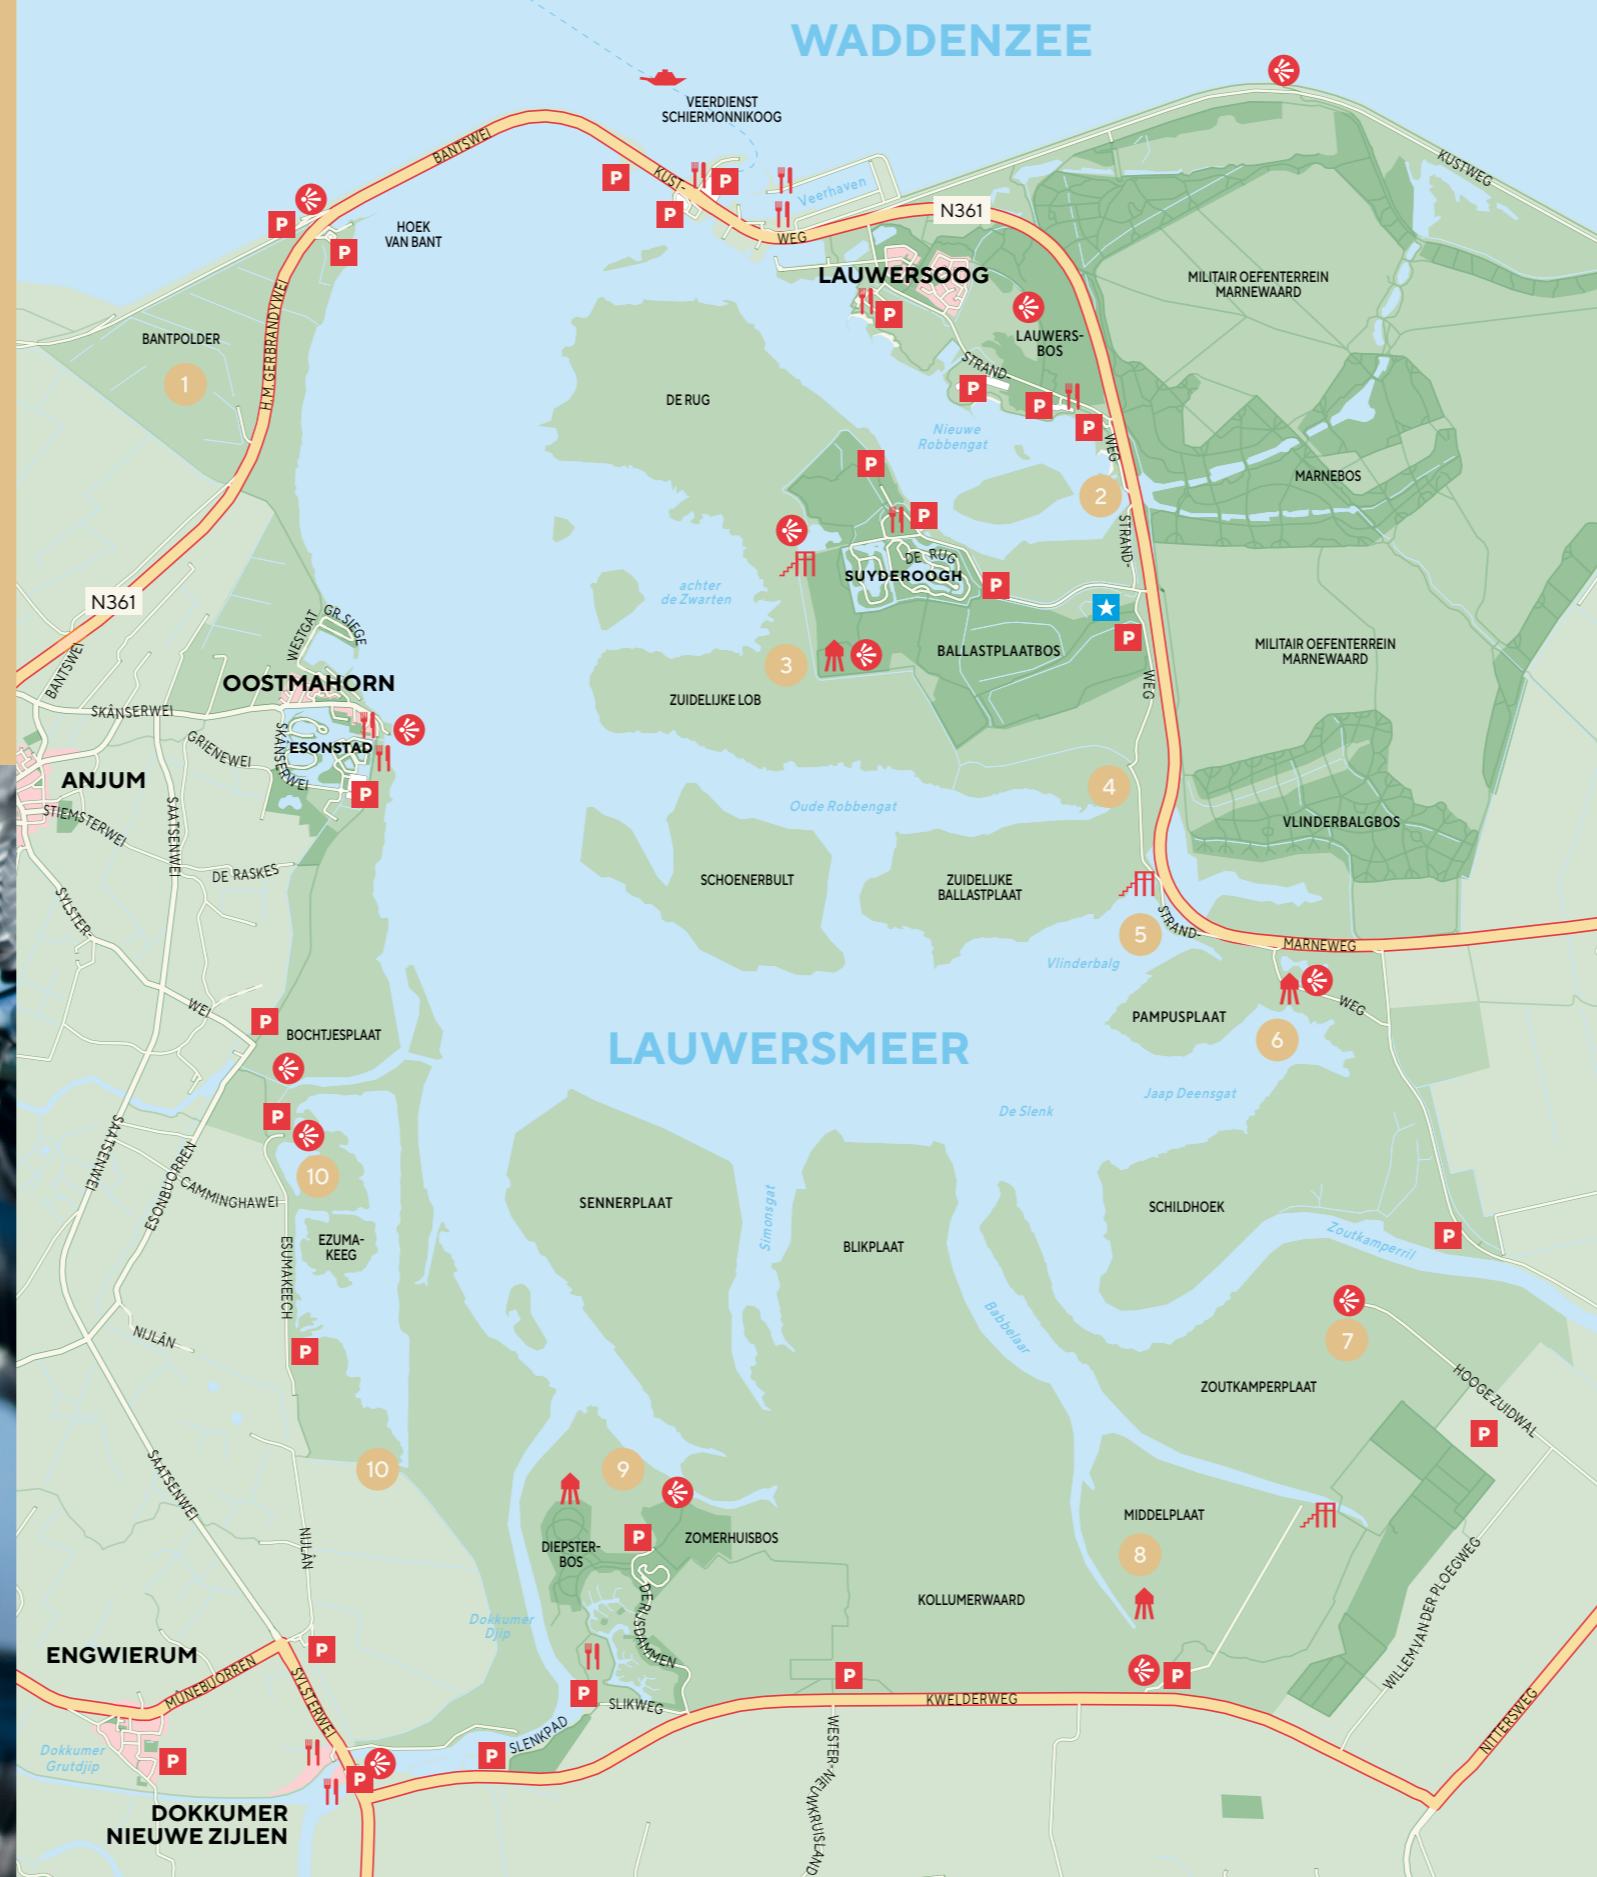 WADDENZEE
VEERDIENST
SCHIERMONNIKOOG
BANTSWEI
KUSTWEG
P
KUST-
P
Veerhaven
P
P
N361
P
HOEK
VAN BANT
WEG
P
LAUWERSOOG
MILITAIR OEFENTERREIN
MARNEWAARD
H.M. GERBRANDYWEI
P
BANTPOLDER
LAUWERS-
BOS
1
STRAND-
P
DE RUG
P
Nieuwe
Robbengat
P
WEG
P
MARNEBOS
2
P
STRAND-
DE RUG
SUYDEROOGH
achter
de Zwarten
P
N361
WESTGAT
GR. SIEGE
P
BALLASTPLAATBOS
MILITAIR OEFENTERREIN
MARNEWAARD
BANTSWEI
3
OOSTMAHORN
ZUIDELIJKE LOB
WEG
SKÂNSERWEI
GRIENEWEI
SKÂNSERWEI
ESONSTAD
ANJUM
P
4
Oude Robbengat
STIEMSTERWEI
SAATSENWEI
VLINDERBALGBOS
DE RASKES
SCHOENERBULT
ZUIDELIJKE
BALLASTPLAAT
SYLSTER-
STRAND-
5
MARNEWEG
Vlinderbalg
WEI
P
BOCHTJESPLAAT
WEG
PAMPUSPLAAT
LAUWERSMEER
6
Jaap Deensgat
De Slenk
P
SAATSENWEI
ESONBUORREN
10
CAMMINGHAWEI
SENNERPLAAT
Simonsgat
SCHILDHOEK
EZUMA-
KEEG
BLIKPLAAT
Zoutkamperril
P
ESUMAKEECH
NIJLÂN
P
Babbelaar
7
ZOUTKAMPERPLAAT
HOOGE ZUIDWAL
P
SAATSENWEI
10
9
MIDDELPLAAT
NIJLÂN
DIEPSTER-
BOS
P
ZOMERHUISBOS
8
DE RIJSDAMMEN
KOLLUMERWAARD
WILLEM VAN DER PLOEGWEG
Dokkumer
Djip
ENGWIERUM
P
MÛNEBUORREN
SYLSTERWEI
P
SLIKWEG
P
KWELDERWEG
P
NITTERSWEG
SLENKPAD
P
WESTER-NIEUWKRUISLAND
Dokkumer
Grutdjip
P
P
DOKKUMER
NIEUWE ZIJLEN